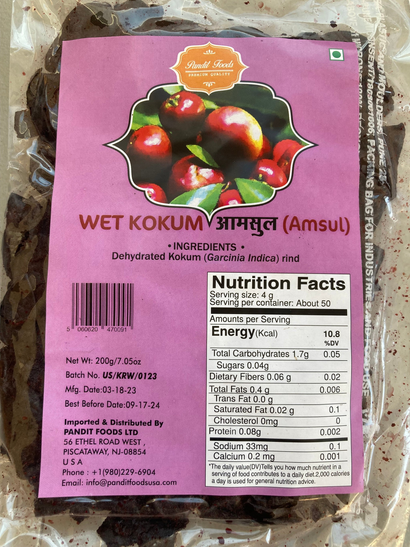 Pandit Foods
PREMIUM QUALITY
WET KOKUM आमसुल (Amsul)
• INGREDIENTS •
Dehydrated Kokum (Garcinia Indica) rind
5 060620 470091
Net Wt: 200g/7.05oz
Batch No. US/KRW/0123
Mfg. Date:03-18-23
Best Before Date:09-17-24
Imported & Distributed By
PANDIT FOODS LTD
56 ETHEL ROAD WEST ,
PISCATAWAY, NJ-08854
U S A
Phone : +1(980)229-6904
Email: info@panditfoodsusa.com
Nutrition Facts
Serving size: 4 g
Serving per container: About 50
Amounts per Serving
Energy(Kcal) 10.8
%DV
Total Carbohydrates 1.7g 0.05
Sugars 0.04g
Dietary Fibers 0.06 g 0.02
Total Fats 0.4 g 0.006
Trans Fat 0.0 g
Saturated Fat 0.02 g 0.1
Cholesterol 0mg 0
Protein 0.08g 0.002
Sodium 33mg 0.1
Calcium 0.2 mg 0.001
*The daily value(DV)Tells you how much nutrient in a
serving of food contributes to a daily diet.2,000 calories
a day is used for general nutrition advice.
PACKING BAG FOR INDUSTRIES